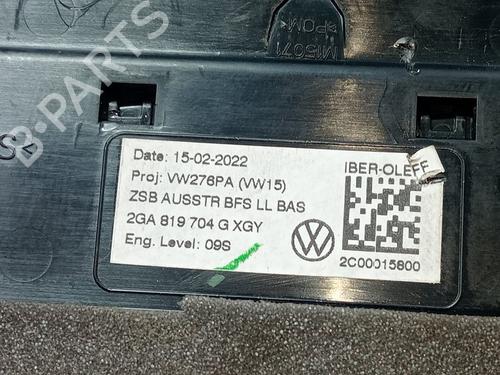 M15071
>POM<
B-PARTS
Date: 15-02-2022
IBER-OLEFF
Proj: VW276PA (VW15)
ZSB AUSSTR BFS LL BAS
2GA 819 704 G XGY
Eng. Level: 09S
2C00015800